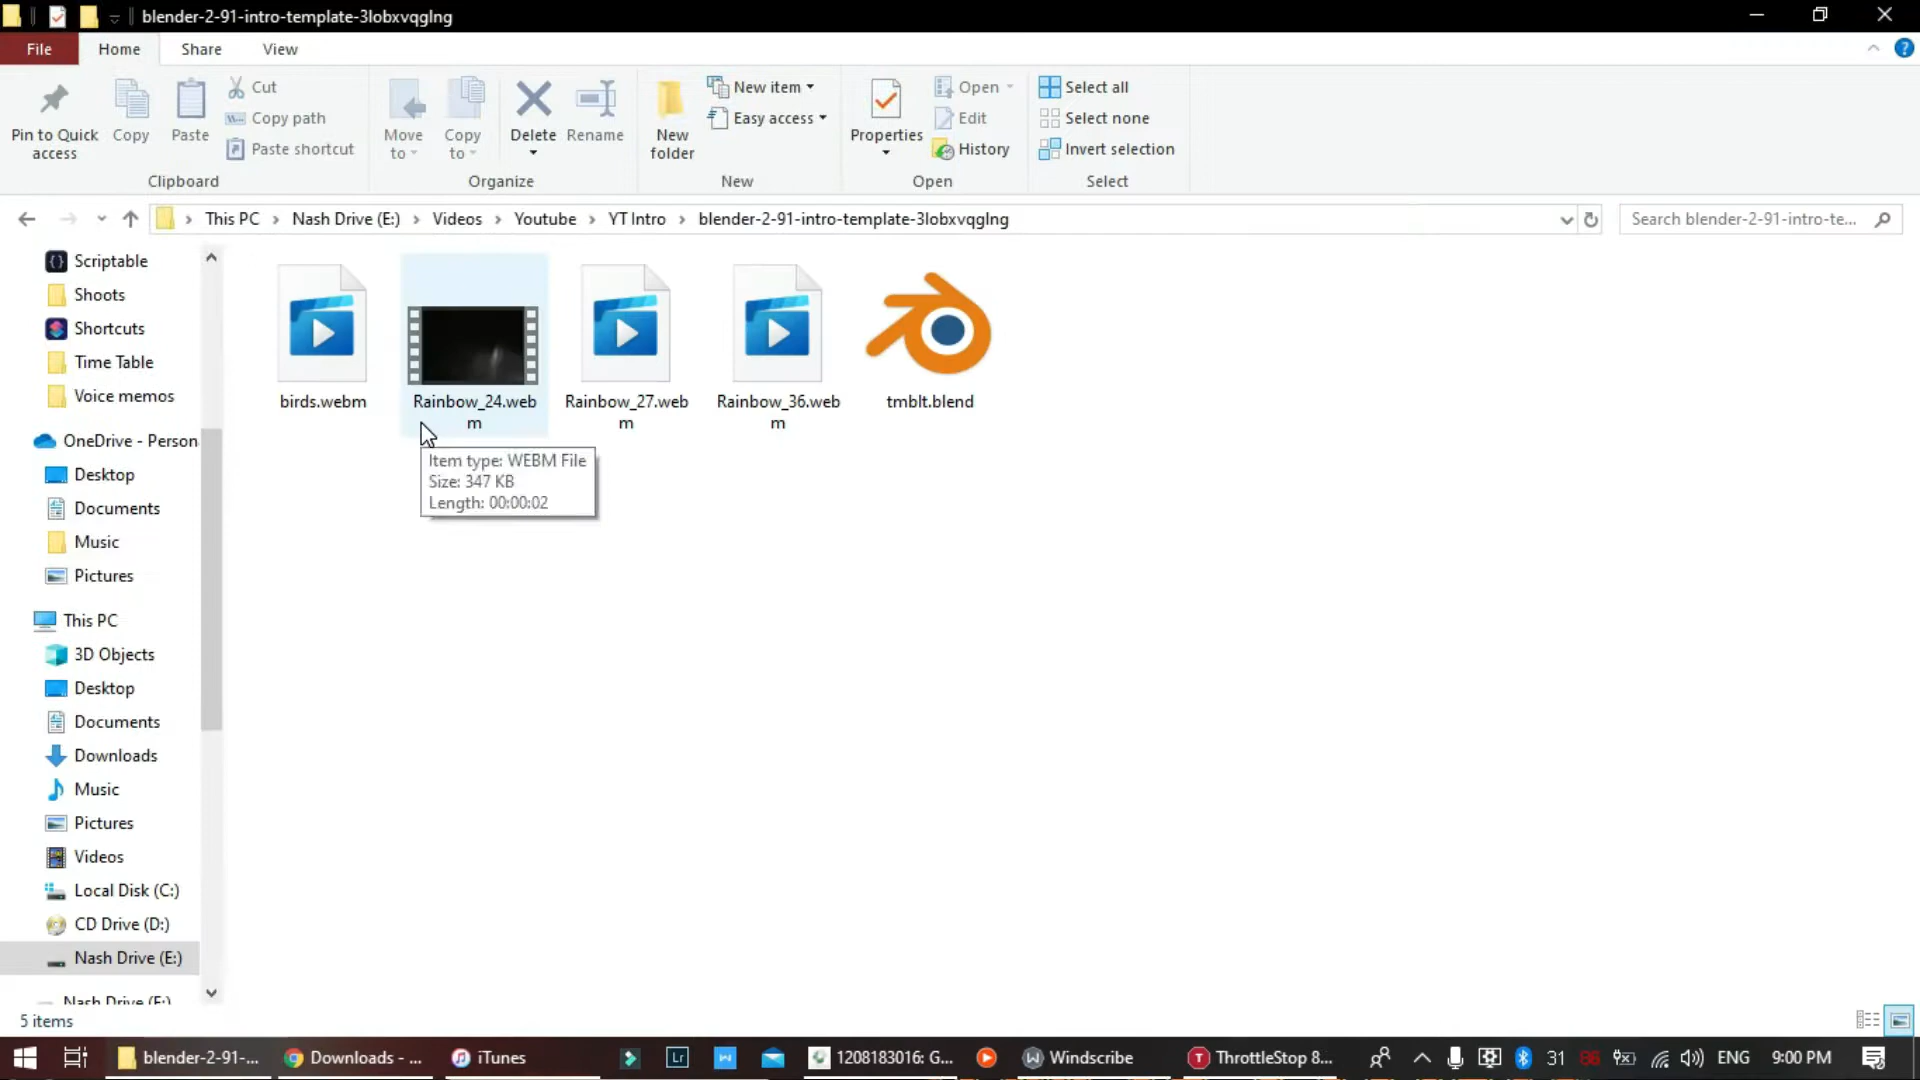 blender-2-91-intro-template-3lobxvqglng
File
Home
Share
View
Pin to Quick
access
Copy
Paste
Cut
Copy path
Paste shortcut
Clipboard
Move
to
Copy
to
Delete
Rename
Organize
New
folder
New item
Easy access
New
Properties
Open
Edit
History
Open
Select all
Select none
Invert selection
Select
This PC
Nash Drive (E:)
Videos
Youtube
YT Intro
blender-2-91-intro-template-3lobxvqglng
Search blender-2-91-intro-te...
Scriptable
Shoots
Shortcuts
Time Table
Voice memos
OneDrive - Person
Desktop
Documents
Music
Pictures
This PC
3D Objects
Desktop
Documents
Downloads
Music
Pictures
Videos
Local Disk (C:)
CD Drive (D:)
Nash Drive (E:)
Nash Drive (E:)
birds.webm
Rainbow_24.web
m
Rainbow_27.web
m
Rainbow_36.web
m
tmblt.blend
Item type: WEBM File
Size: 347 KB
Length: 00:00:02
5 items
blender-2-91-...
Downloads - ...
iTunes
Lr
1208183016: G...
Windscribe
ThrottleStop 8...
31
86
ENG
9:00 PM